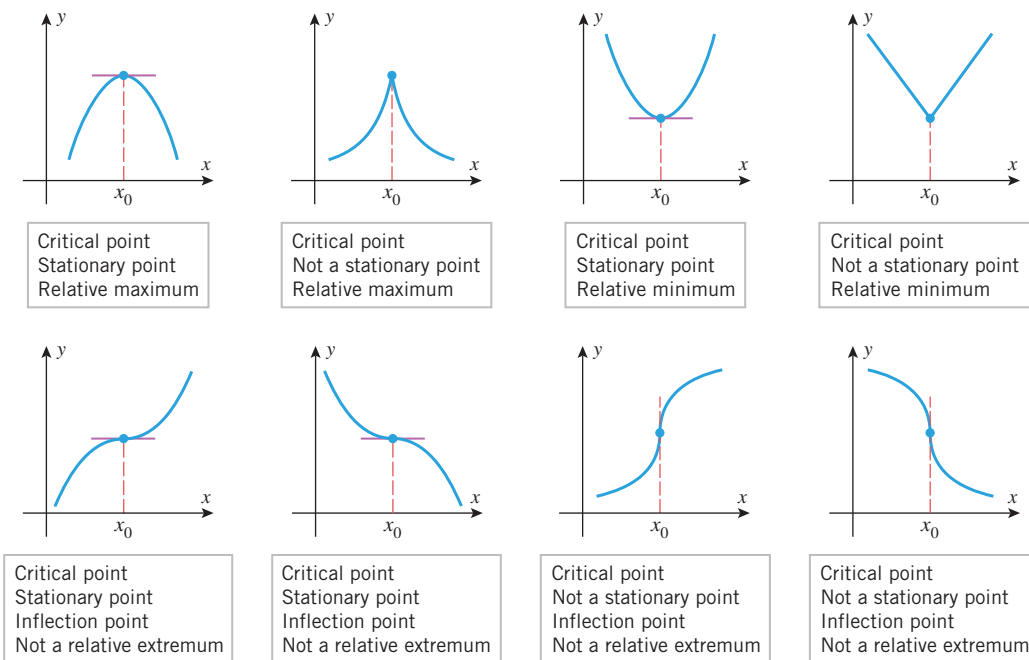 y
x
x0
Critical point
Stationary point
Relative maximum
y
x
x0
Critical point
Not a stationary point
Relative maximum
y
x
x0
Critical point
Stationary point
Relative minimum
y
x
x0
Critical point
Not a stationary point
Relative minimum
y
x
x0
Critical point
Stationary point
Inflection point
Not a relative extremum
y
x
x0
Critical point
Stationary point
Inflection point
Not a relative extremum
y
x
x0
Critical point
Not a stationary point
Inflection point
Not a relative extremum
y
x
x0
Critical point
Not a stationary point
Inflection point
Not a relative extremum